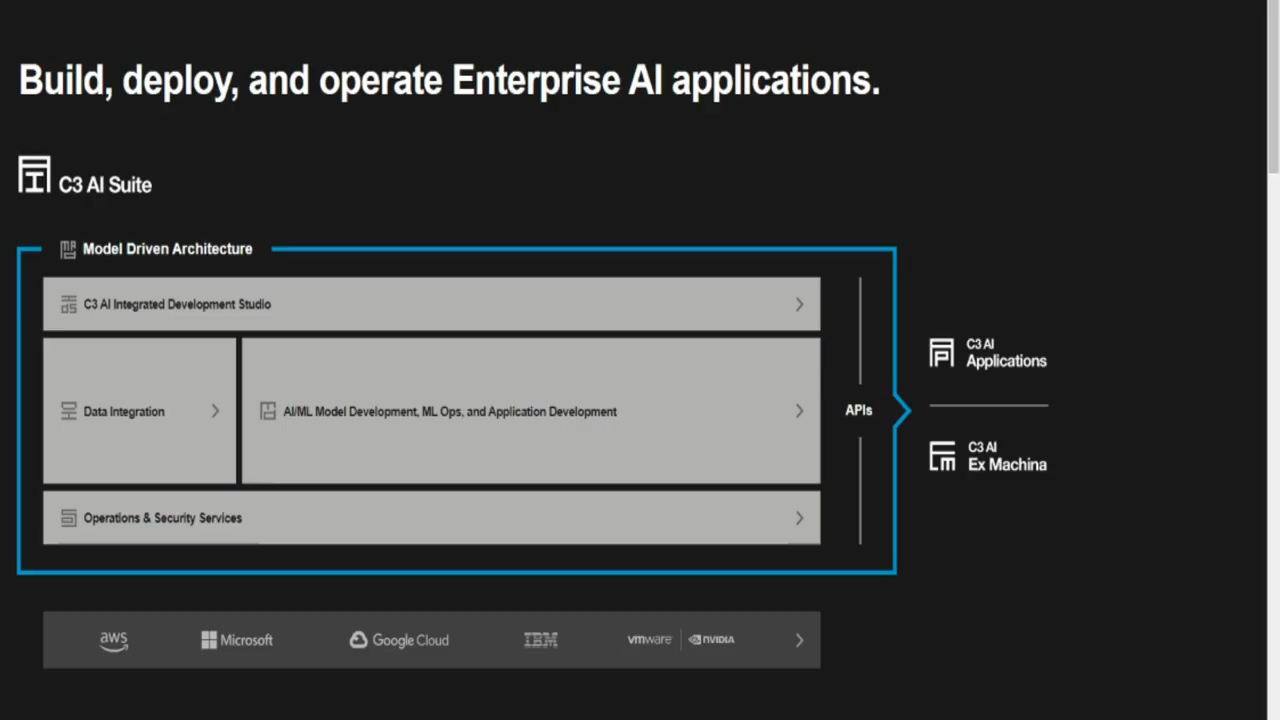 Build, deploy, and operate Enterprise AI applications.
C3 AI Suite
Model Driven Architecture
C3 AI Integrated Development Studio
Data Integration
AI/ML Model Development, ML Ops, and Application Development
Operations & Security Services
APIs
C3 AI
Applications
C3 AI
Ex Machina
aws
Microsoft
Google Cloud
IBM
vmware
NVIDIA